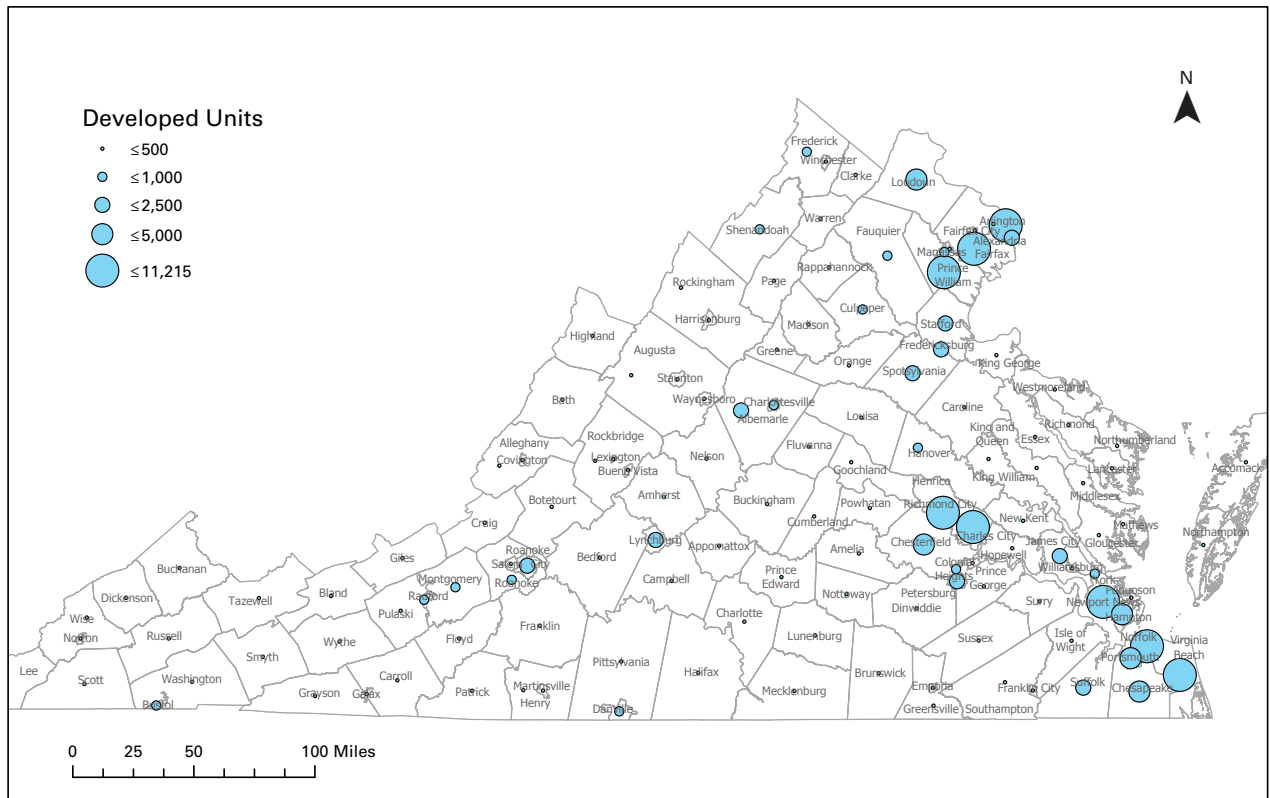 N
Developed Units
≤500
≤1,000
≤2,500
≤5,000
≤11,215
Frederick
Winchester
Clarke
Loudoun
Warren
Shenandoah
Fauquier
Arlington
Fairfax City
Alexandria
Manassas
Fairfax
Prince
William
Rappahannock
Page
Rockingham
Culpeper
Madison
Stafford
Harrisonburg
Highland
Augusta
Greene
Orange
Fredericksburg
King George
Spotsylvania
Staunton
Westmoreland
Bath
Waynesboro
Charlottesville
Albemarle
Louisa
Caroline
Richmond
King and
Queen
Essex
Northumberland
Alleghany
Covington
Rockbridge
Lexington
Buena Vista
Nelson
Fluvanna
Goochland
Hanover
King William
Lancaster
Accomack
Henrico
Middlesex
Botetourt
Amherst
Buckingham
Powhatan
Richmond City
Cumberland
New Kent
Mathews
Craig
Charles City
Gloucester
Northampton
Lynchburg
Appomattox
Amelia
Chesterfield
James City
Hopewell
Giles
Roanoke
Salem City
Bedford
Colonial
Heights
Prince
George
Williamsburg
Buchanan
Roanoke
Montgomery
Radford
Campbell
Prince
Edward
York
Dickenson
Tazewell
Bland
Pulaski
Nottoway
Petersburg
Dinwiddie
Surry
Poquoson
Newport News
Hampton
Wise
Charlotte
Norton
Russell
Wythe
Floyd
Franklin
Lunenburg
Sussex
Isle of
Wight
Norfolk
Virginia
Beach
Lee
Smyth
Pittsylvania
Portsmouth
Scott
Washington
Carroll
Halifax
Brunswick
Grayson
Galax
Patrick
Martinsville
Henry
Mecklenburg
Emporia
Franklin City
Suffolk
Chesapeake
Bristol
Danville
Greensville
Southampton
0 25 50 100 Miles